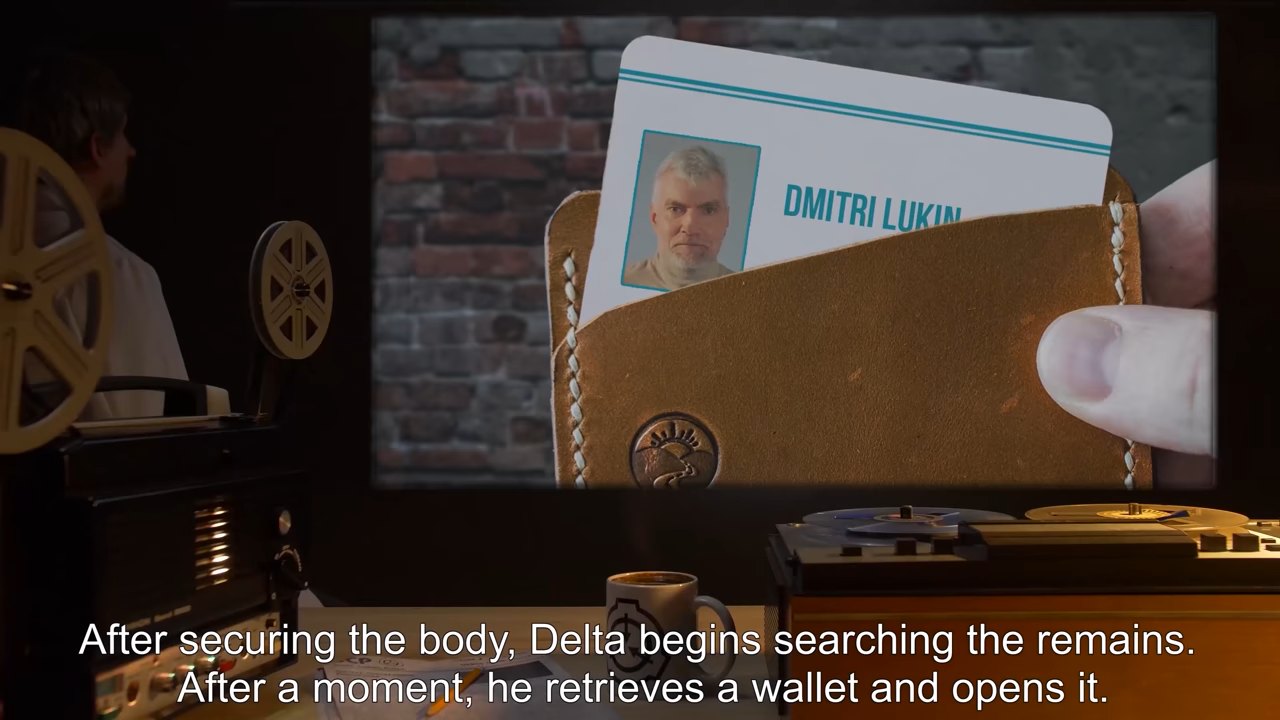 DMITRI LUKIN
CP
After securing the body, Delta begins searching the remains.
After a moment, he retrieves a wallet and opens it.